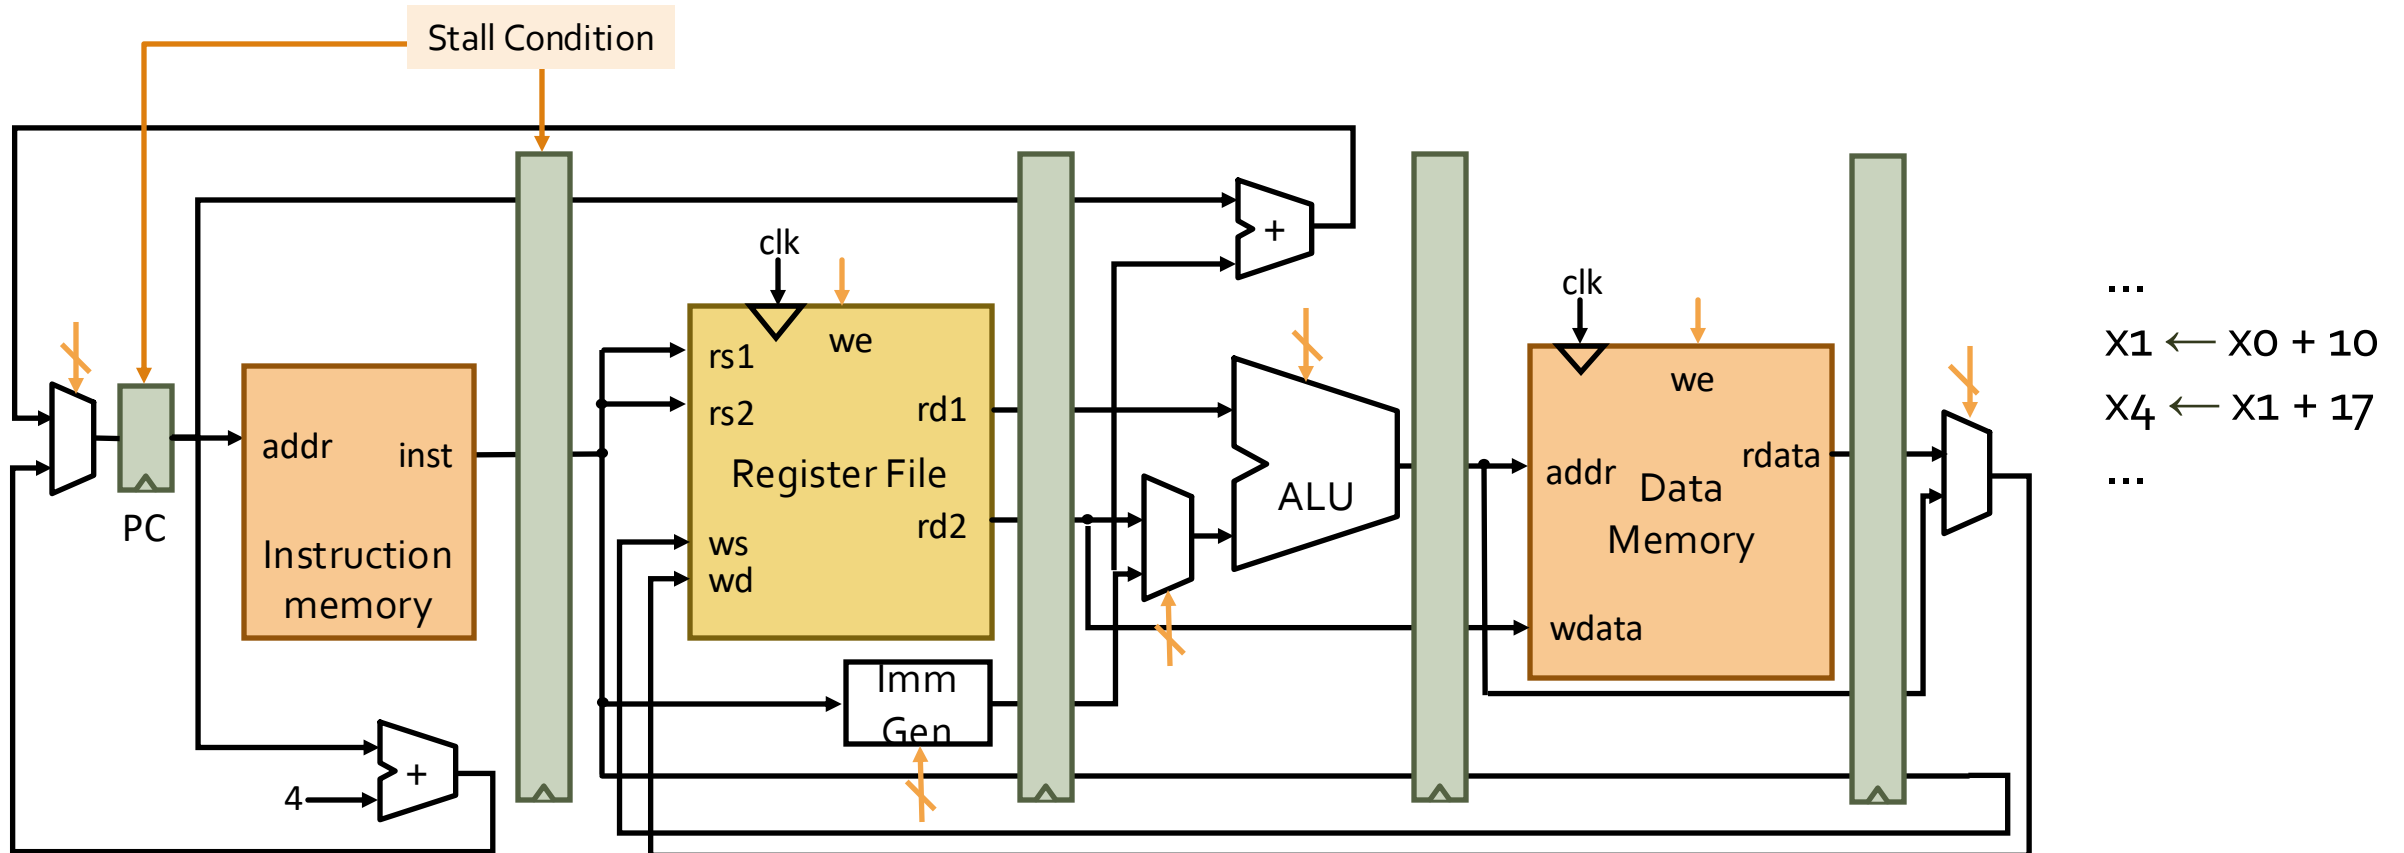 Stall Condition
clk
we
rs1
rs2
rd1
Register File
rd2
ws
wd
addr
inst
Instruction
memory
PC
4
+
Imm
Gen
+
ALU
clk
we
addr
rdata
Data
Memory
wdata
...
x1 ← x0 + 10
x4 ← x1 + 17
...